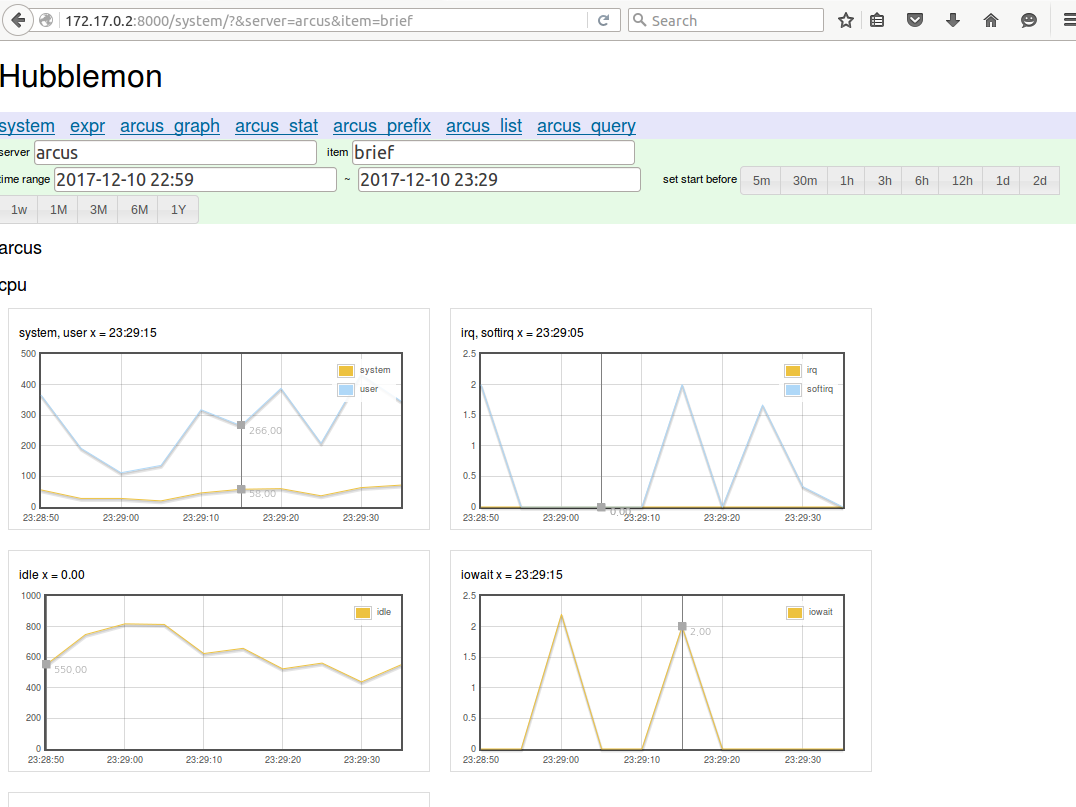 172.17.0.2:8000/system/?&server=arcus&item=brief
Search
Hubblemon
system expr arcus_graph arcus_stat arcus_prefix arcus_list arcus_query
server arcus item brief
time range 2017-12-10 22:59 ~ 2017-12-10 23:29 set start before 5m 30m 1h 3h 6h 12h 1d 2d
1w 1M 3M 6M 1Y
arcus
cpu
system, user x = 23:29:15
500
400
300
200
100
0
system
user
266.00
58.00
23:28:50 23:29:00 23:29:10 23:29:20 23:29:30
irq, softirq x = 23:29:05
2.5
2
1.5
1
0.5
0
irq
softirq
0.00
23:28:50 23:29:00 23:29:10 23:29:20 23:29:30
idle x = 0.00
1000
800
600
400
200
0
idle
550.00
23:28:50 23:29:00 23:29:10 23:29:20 23:29:30
iowait x = 23:29:15
2.5
2
1.5
1
0.5
0
iowait
2.00
23:28:50 23:29:00 23:29:10 23:29:20 23:29:30